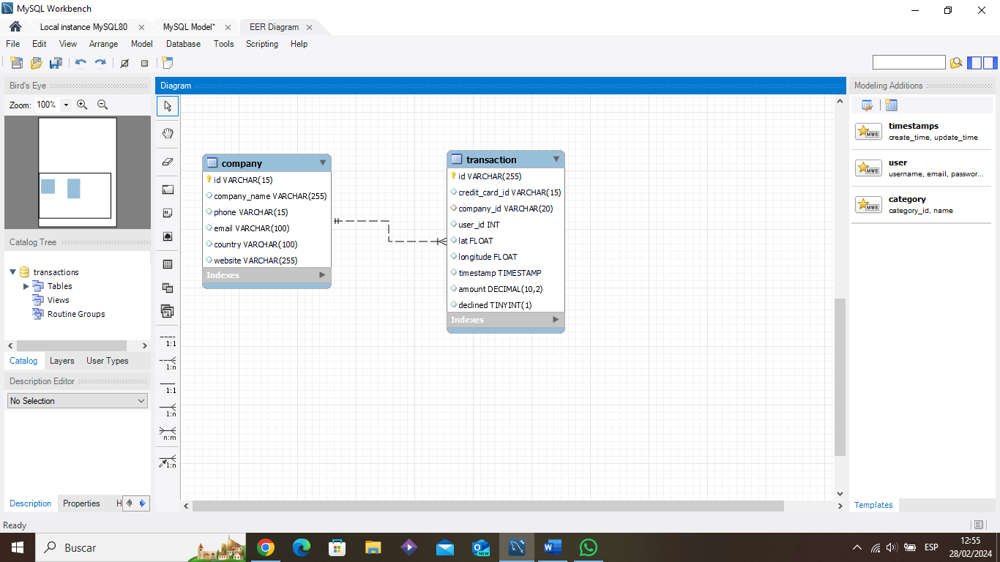 MySQL Workbench
Local instance MySQL80
MySQL Model*
EER Diagram
File Edit View Arrange Model Database Tools Scripting Help
Bird's Eye
Zoom: 100%
Catalog Tree
transactions
Tables
Views
Routine Groups
Catalog Layers User Types
Description Editor
No Selection
Description Properties H
Ready
Diagram
1:1
1:n
1:1
1:n
n:m
1:n
company
id VARCHAR(15)
company_name VARCHAR(255)
phone VARCHAR(15)
email VARCHAR(100)
country VARCHAR(100)
website VARCHAR(255)
Indexes
transaction
id VARCHAR(255)
credit_card_id VARCHAR(15)
company_id VARCHAR(20)
user_id INT
lat FLOAT
longitude FLOAT
timestamp TIMESTAMP
amount DECIMAL(10,2)
declined TINYINT(1)
Indexes
Modeling Additions
MWB
timestamps
create_time, update_time
MWB
user
username, email, passwor...
MWB
category
category_id, name
Templates
Buscar
NEW
ESP
12:55
28/02/2024